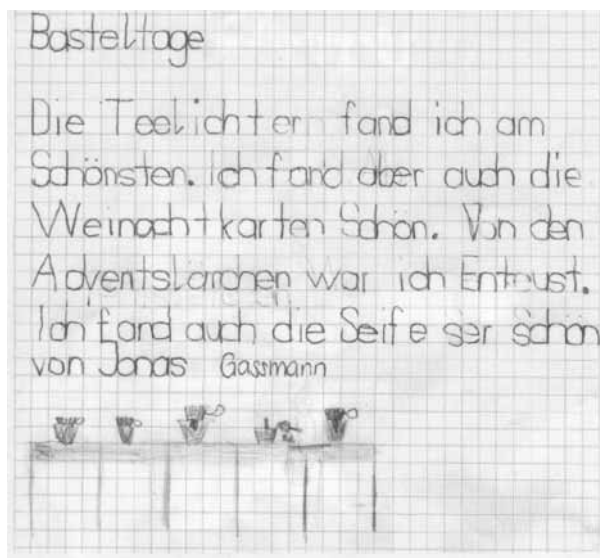 Basteltage
Die Teelichter fand ich am
Schönsten. Ich fand aber auch die
Weinachtkarten Schön. Von den
Adventslärchen war ich Entrust.
Ich fand auch die Seife ser schön
von Jonas Gassmann